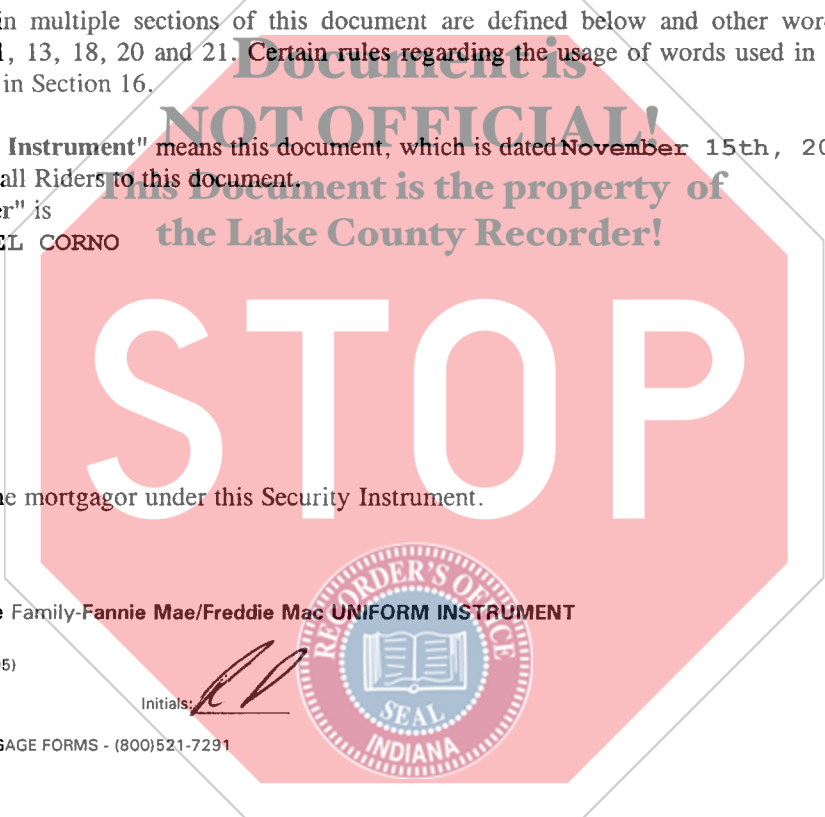 in multiple sections of this document are defined below and other wor
, 13, 18, 20 and 21. Certain rules regarding the usage of words used in
in Section 16.
Document is
NOT OFFICIAL!
Instrument" means this document, which is dated November 15th, 20
all Riders to this document.
This Document is the property of
r" is
the Lake County Recorder!
EL CORNO
STOP
e mortgagor under this Security Instrument.
RECORDER'S OFFICE
SEAL
INDIANA
Family-Fannie Mae/Freddie Mac UNIFORM INSTRUMENT
5)
Initials:
GAGE FORMS - (800)521-7291